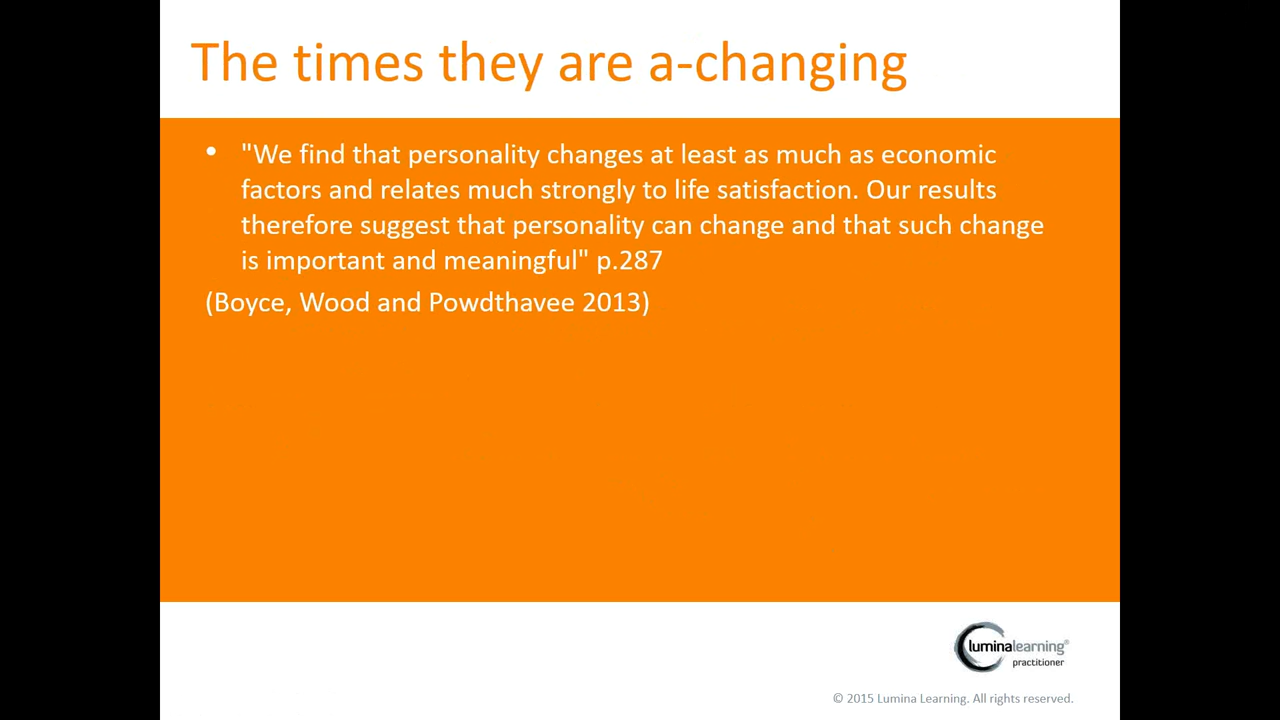 The times they are a-changing
• "We find that personality changes at least as much as economic
factors and relates much strongly to life satisfaction. Our results
therefore suggest that personality can change and that such change
is important and meaningful" p.287
(Boyce, Wood and Powdthavee 2013)
luminalearning®
practitioner
© 2015 Lumina Learning. All rights reserved.